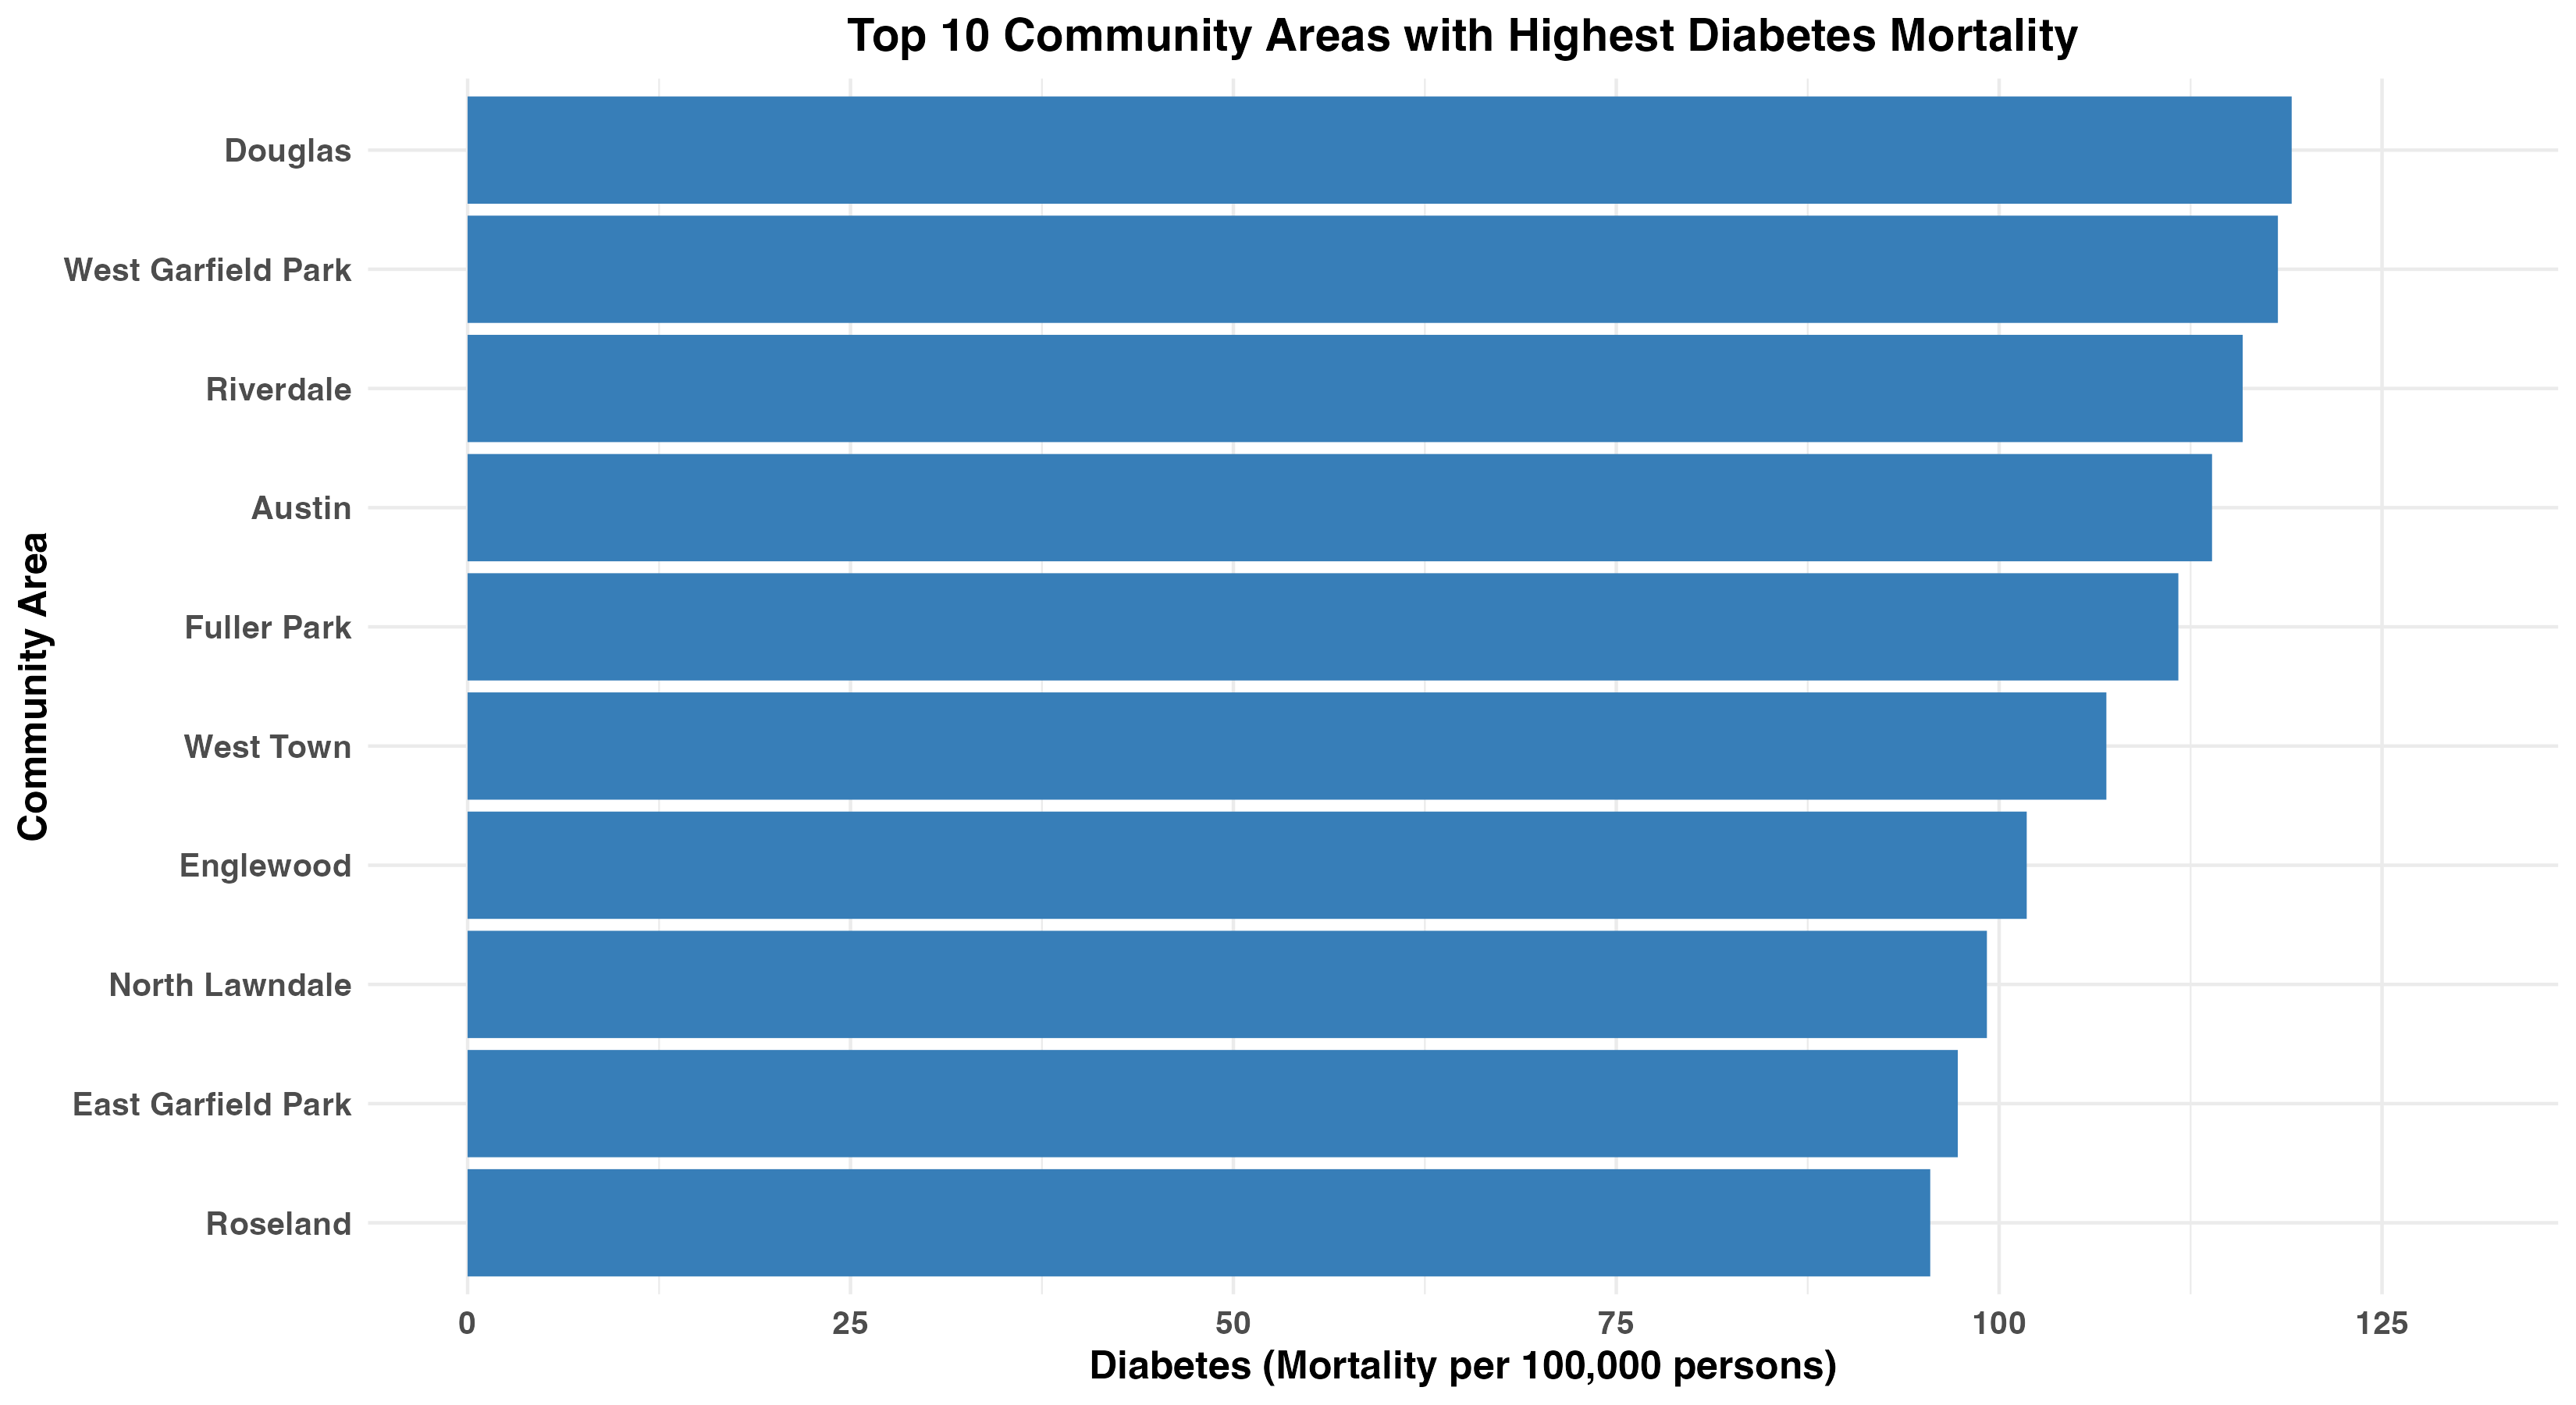 Top 10 Community Areas with Highest Diabetes Mortality
Community Area
Douglas
West Garfield Park
Riverdale
Austin
Fuller Park
West Town
Englewood
North Lawndale
East Garfield Park
Roseland
0 25 50 75 100 125
Diabetes (Mortality per 100,000 persons)